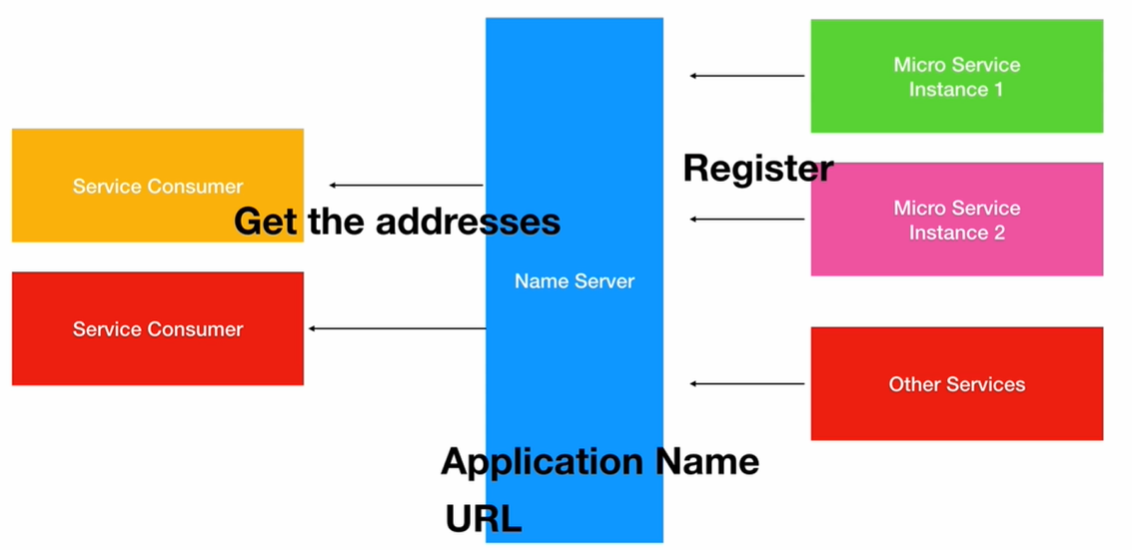 Micro Service
Instance 1
Register
Service Consumer
Get the addresses
Micro Service
Instance 2
Name Server
Service Consumer
Other Services
Application Name
URL